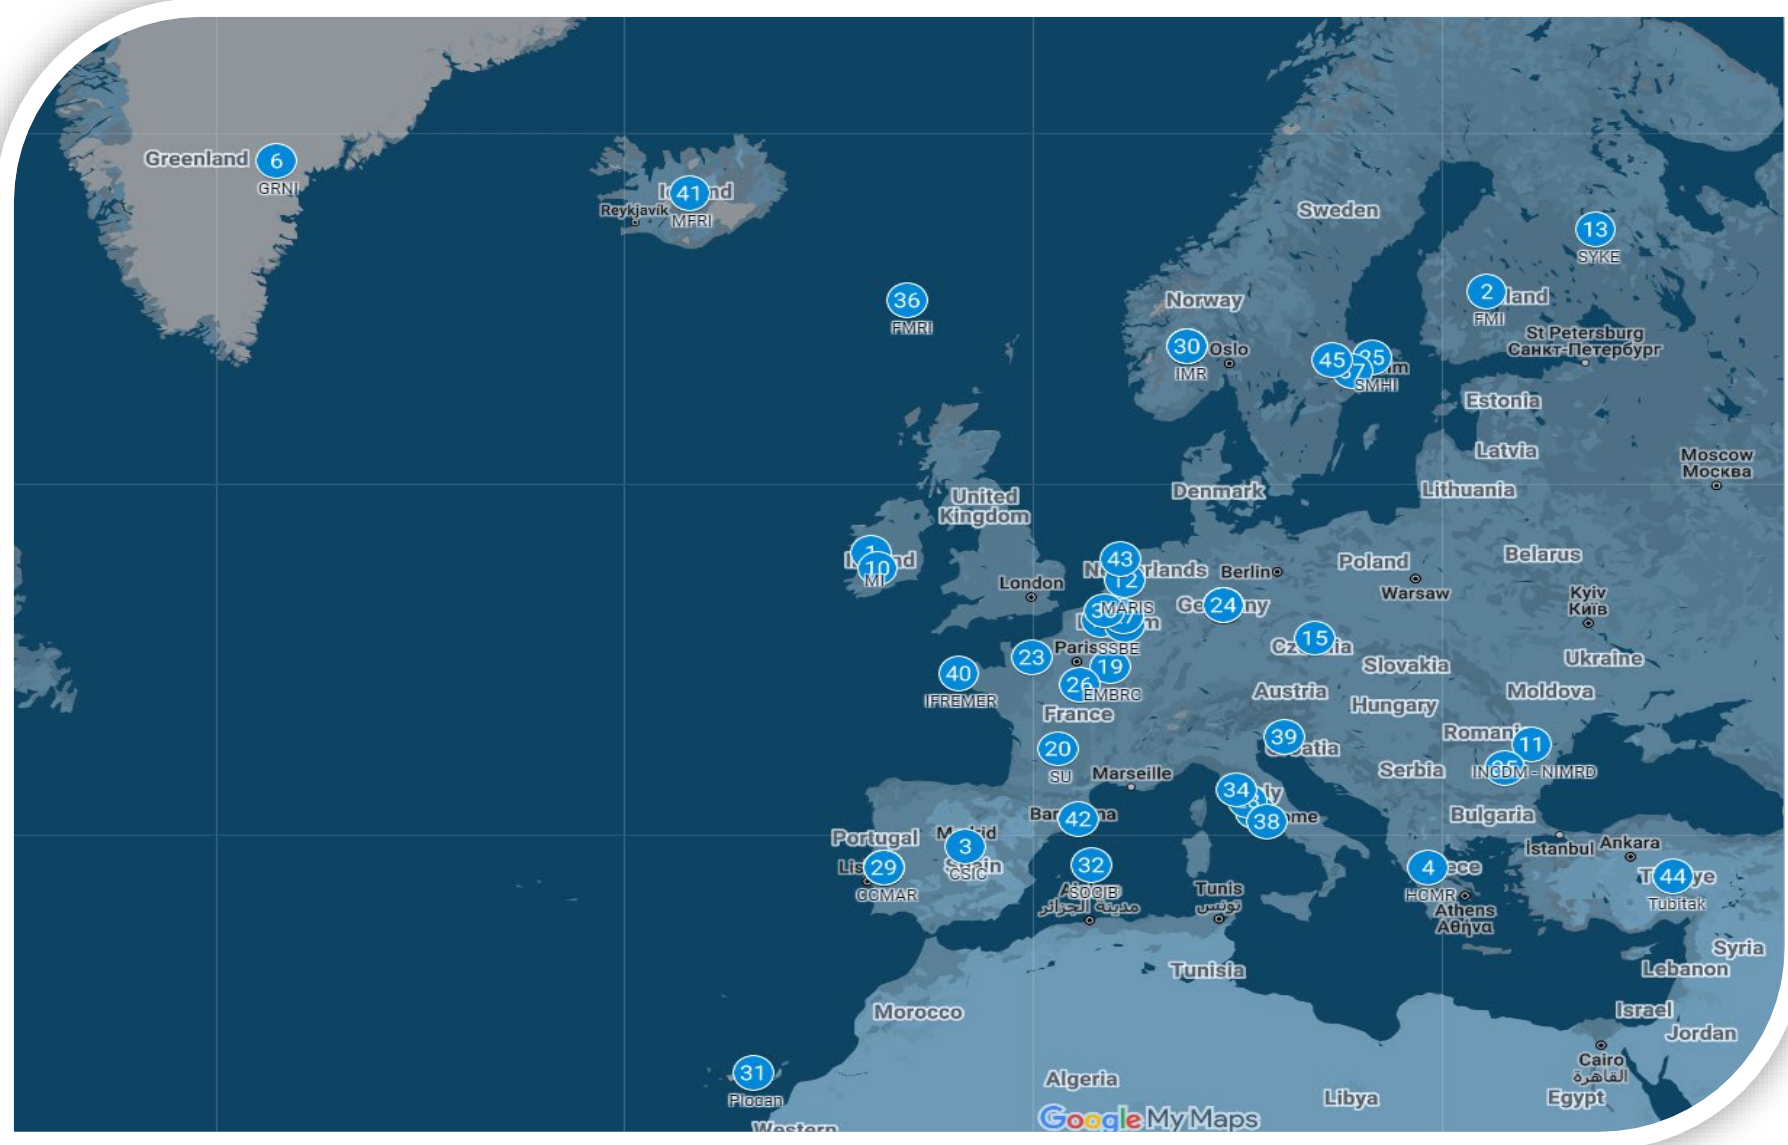 Greenland
6
GRNI
41
Reykjavík
MFRI
Sweden
13
SYKE
36
FMRI
Norway
2
FMI
St Petersburg
Санкт-Петербург
30
Oslo
IMR
45
SMHI
Estonia
Latvia
Moscow
Москва
Denmark
Lithuania
United
Kingdom
1
10
MI
London
43
12
Berlin
Poland
Warsaw
Belarus
Kyiv
Київ
MARIS
24
15
Slovakia
Ukraine
Paris
SSBE
23
19
26
EMBRC
40
IFREMER
France
Austria
Hungary
Moldova
39
11
INCDM - NIMRD
20
SU
Marseille
Serbia
Bulgaria
34
38
42
Portugal
3
CSIC
29
CCMAR
32
SOCIB
مدينة الجزائر
Tunis
تونس
4
HCMR
Athens
Αθήνα
İstanbul
Ankara
44
Tubitak
Syria
Lebanon
Tunisia
Morocco
Israel
Jordan
Cairo
القاهرة
Egypt
31
Plocan
Algeria
Libya
Google My Maps